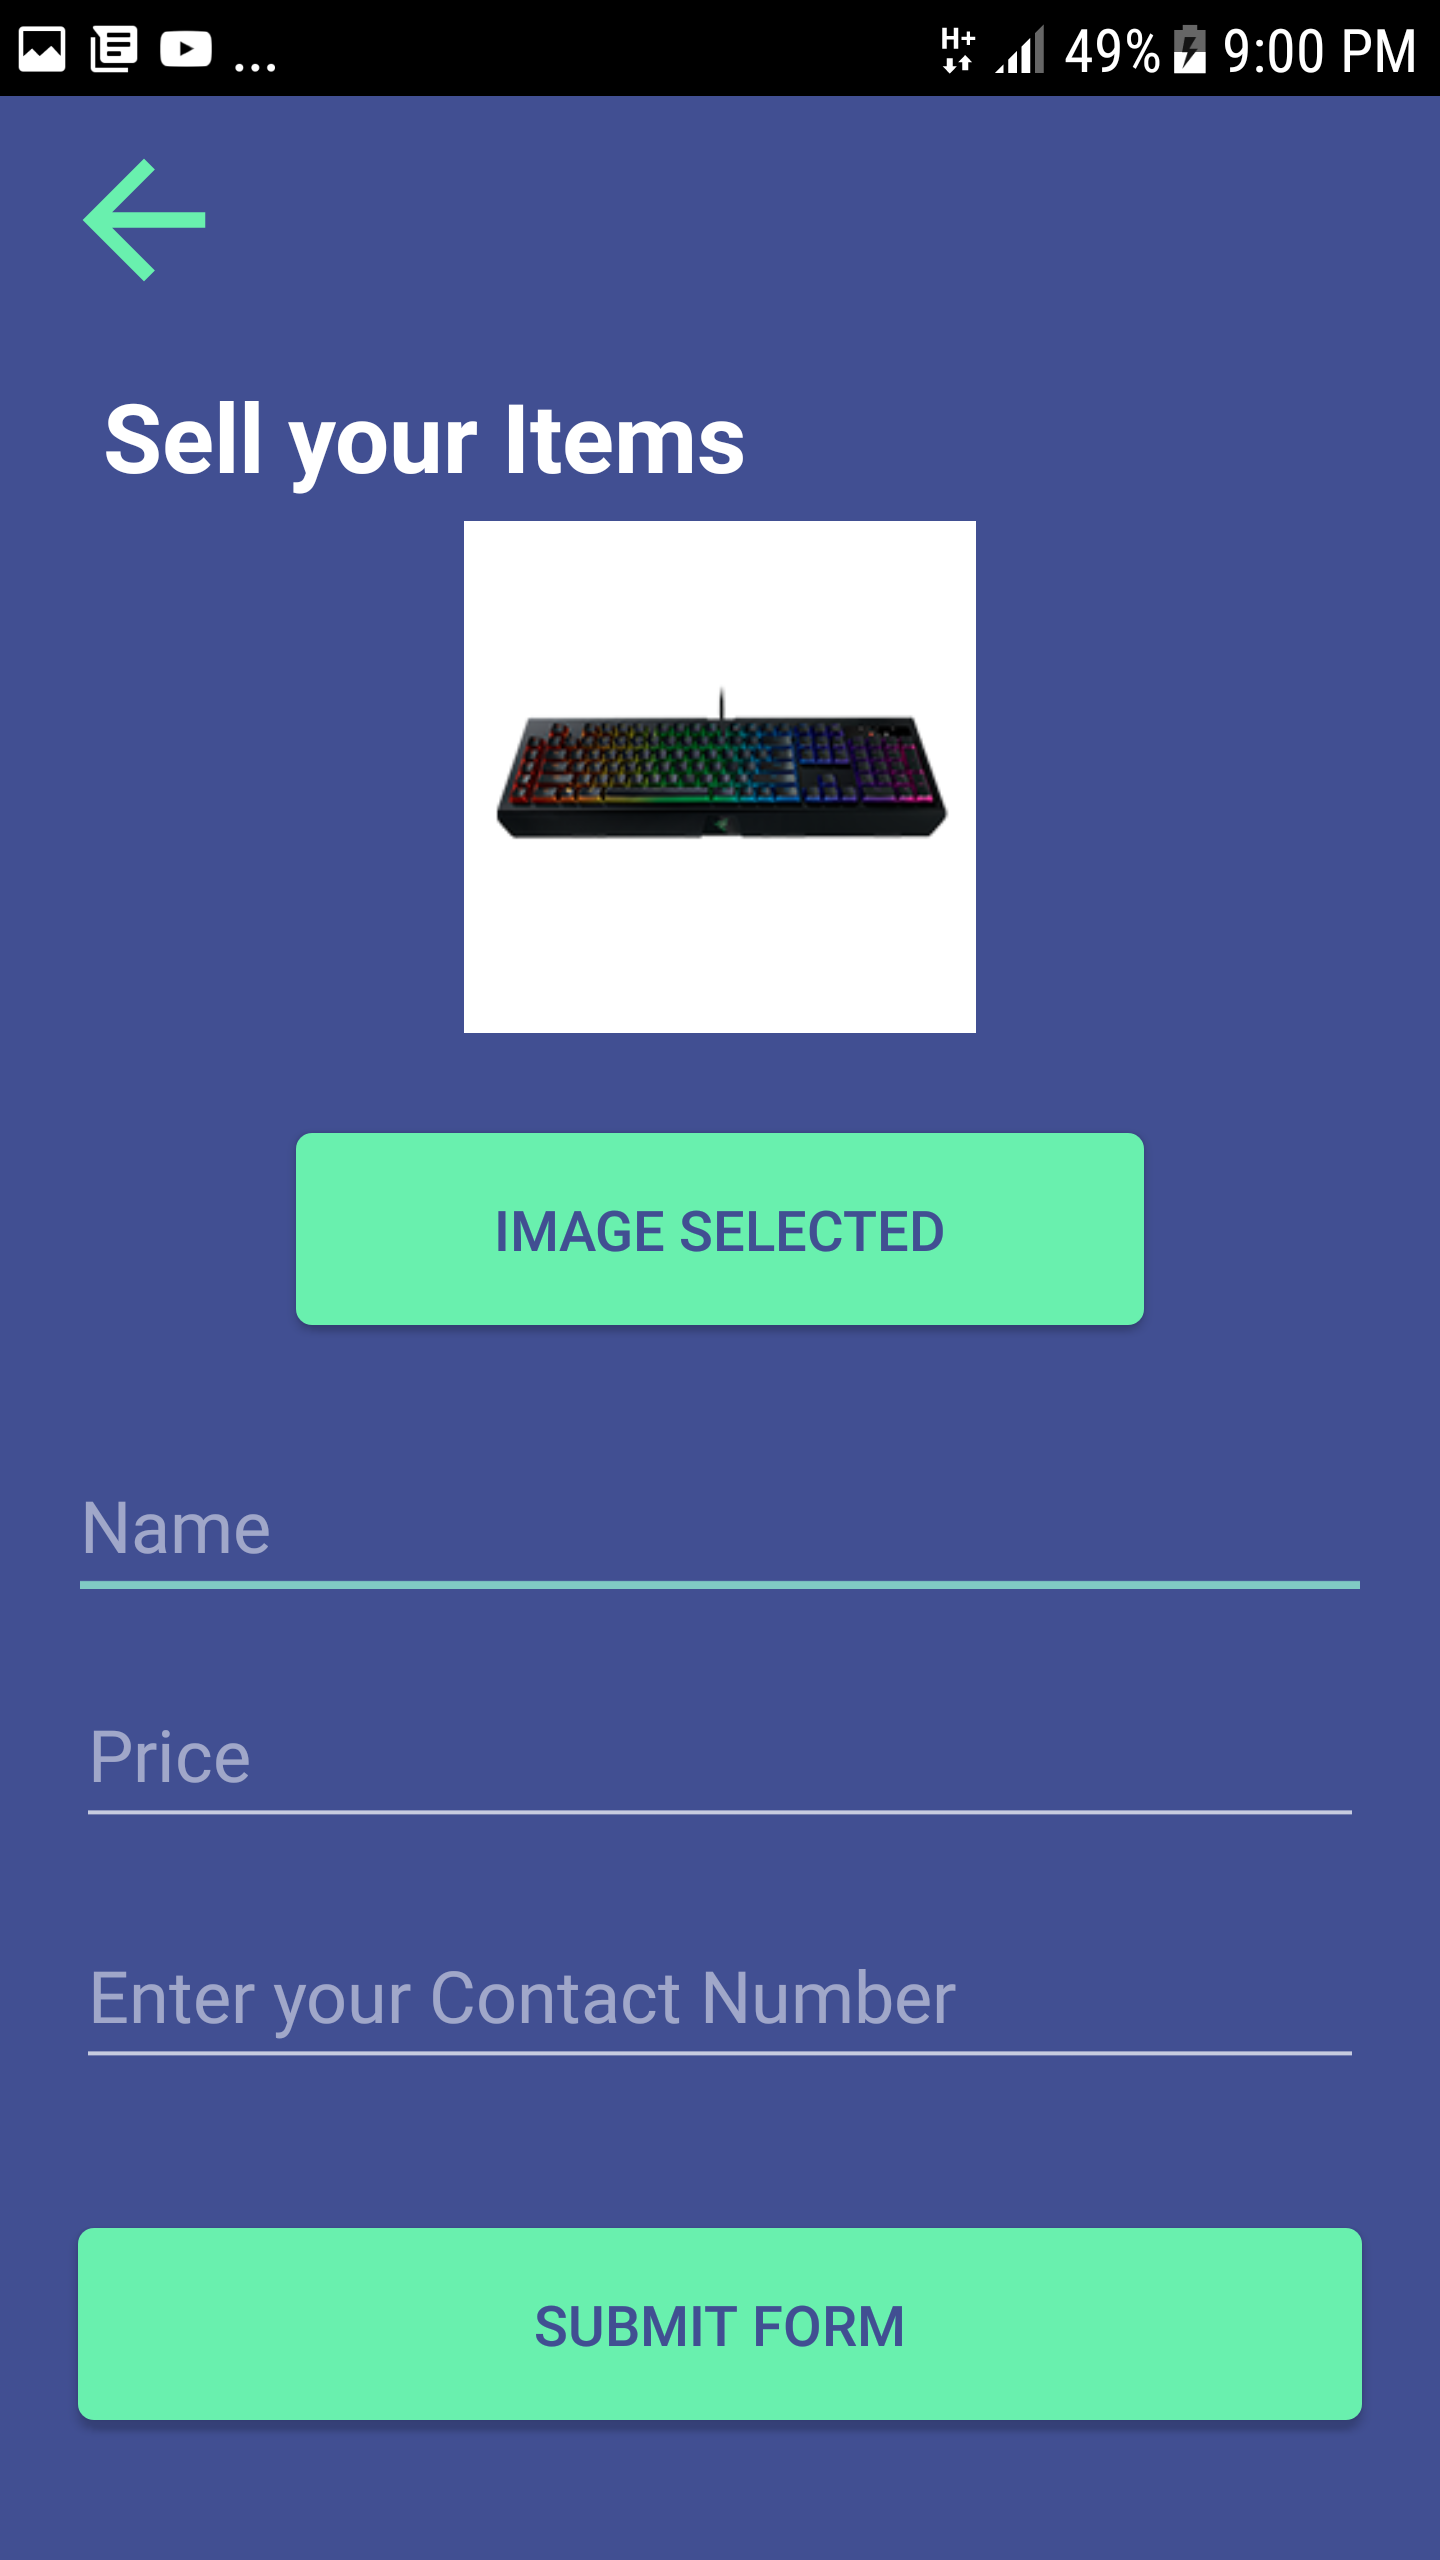 ... H+ 49% 9:00 PM
Sell your Items
IMAGE SELECTED
Name
Price
Enter your Contact Number
SUBMIT FORM